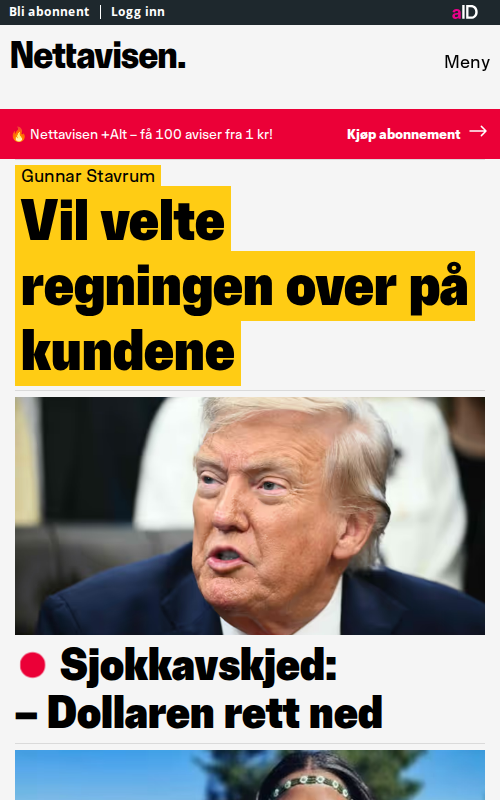 Bli abonnent | Logg inn
aID
Nettavisen.
Meny
🔥 Nettavisen +Alt – få 100 aviser fra 1 kr!
Kjøp abonnement →
Gunnar Stavrum
Vil velte
regningen over på
kundene
Sjokkavskjed:
– Dollaren rett ned